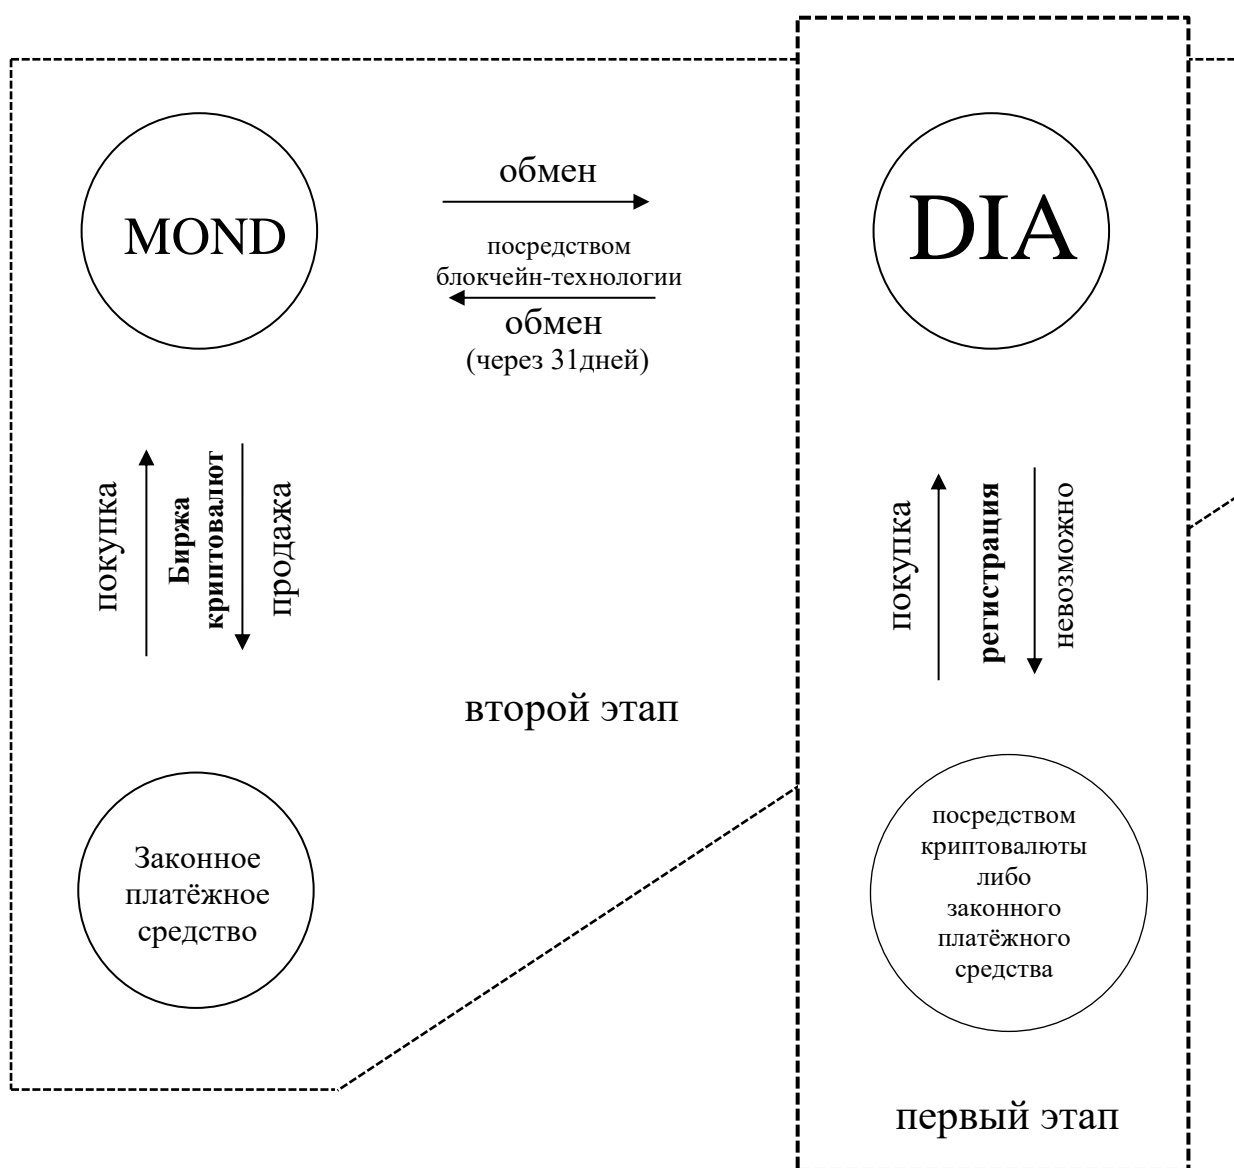 MOND
обмен
посредством
блокчейн-технологии
обмен
(через 31дней)
DIA
покупка
Биржа
криптовалют
продажа
покупка
регистрация
невозможно
второй этап
Законное
платёжное
средство
посредством
криптовалюты
либо
законного
платёжного
средства
первый этап